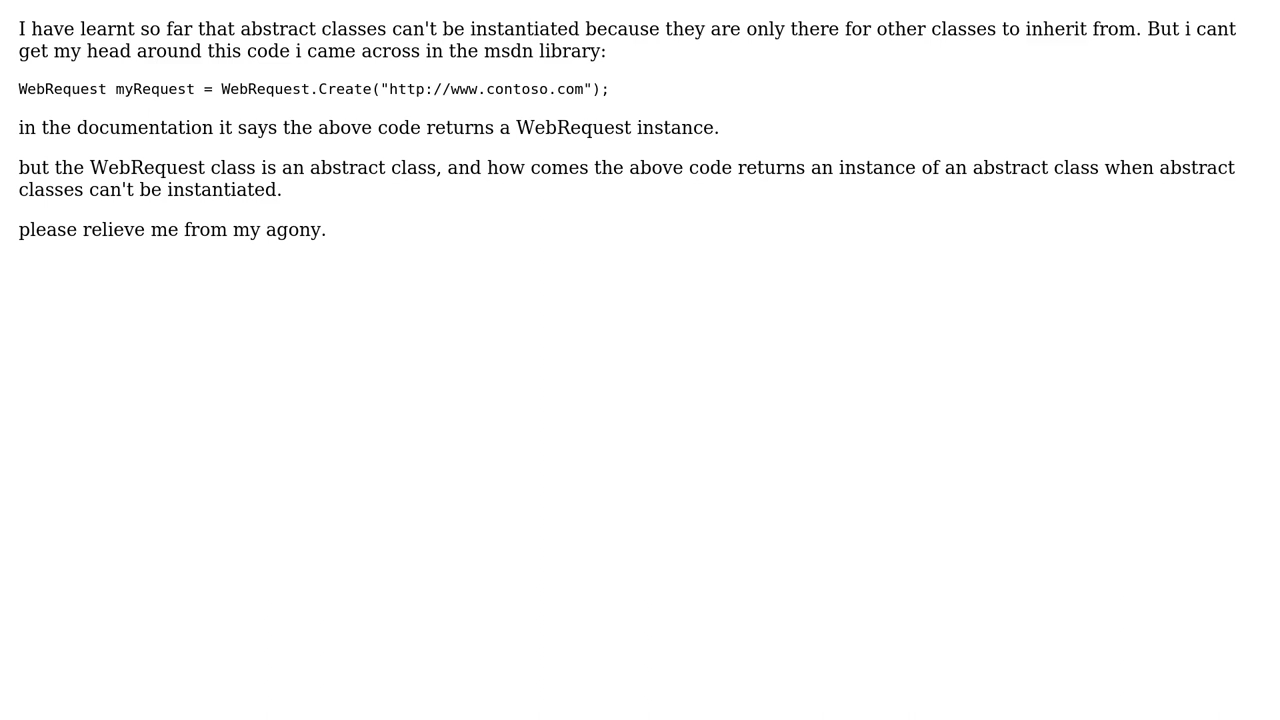 I have learnt so far that abstract classes can't be instantiated because they are only there for other classes to inherit from. But i cant
get my head around this code i came across in the msdn library:
WebRequest myRequest = WebRequest.Create("http://www.contoso.com");
in the documentation it says the above code returns a WebRequest instance.
but the WebRequest class is an abstract class, and how comes the above code returns an instance of an abstract class when abstract
classes can't be instantiated.
please relieve me from my agony.